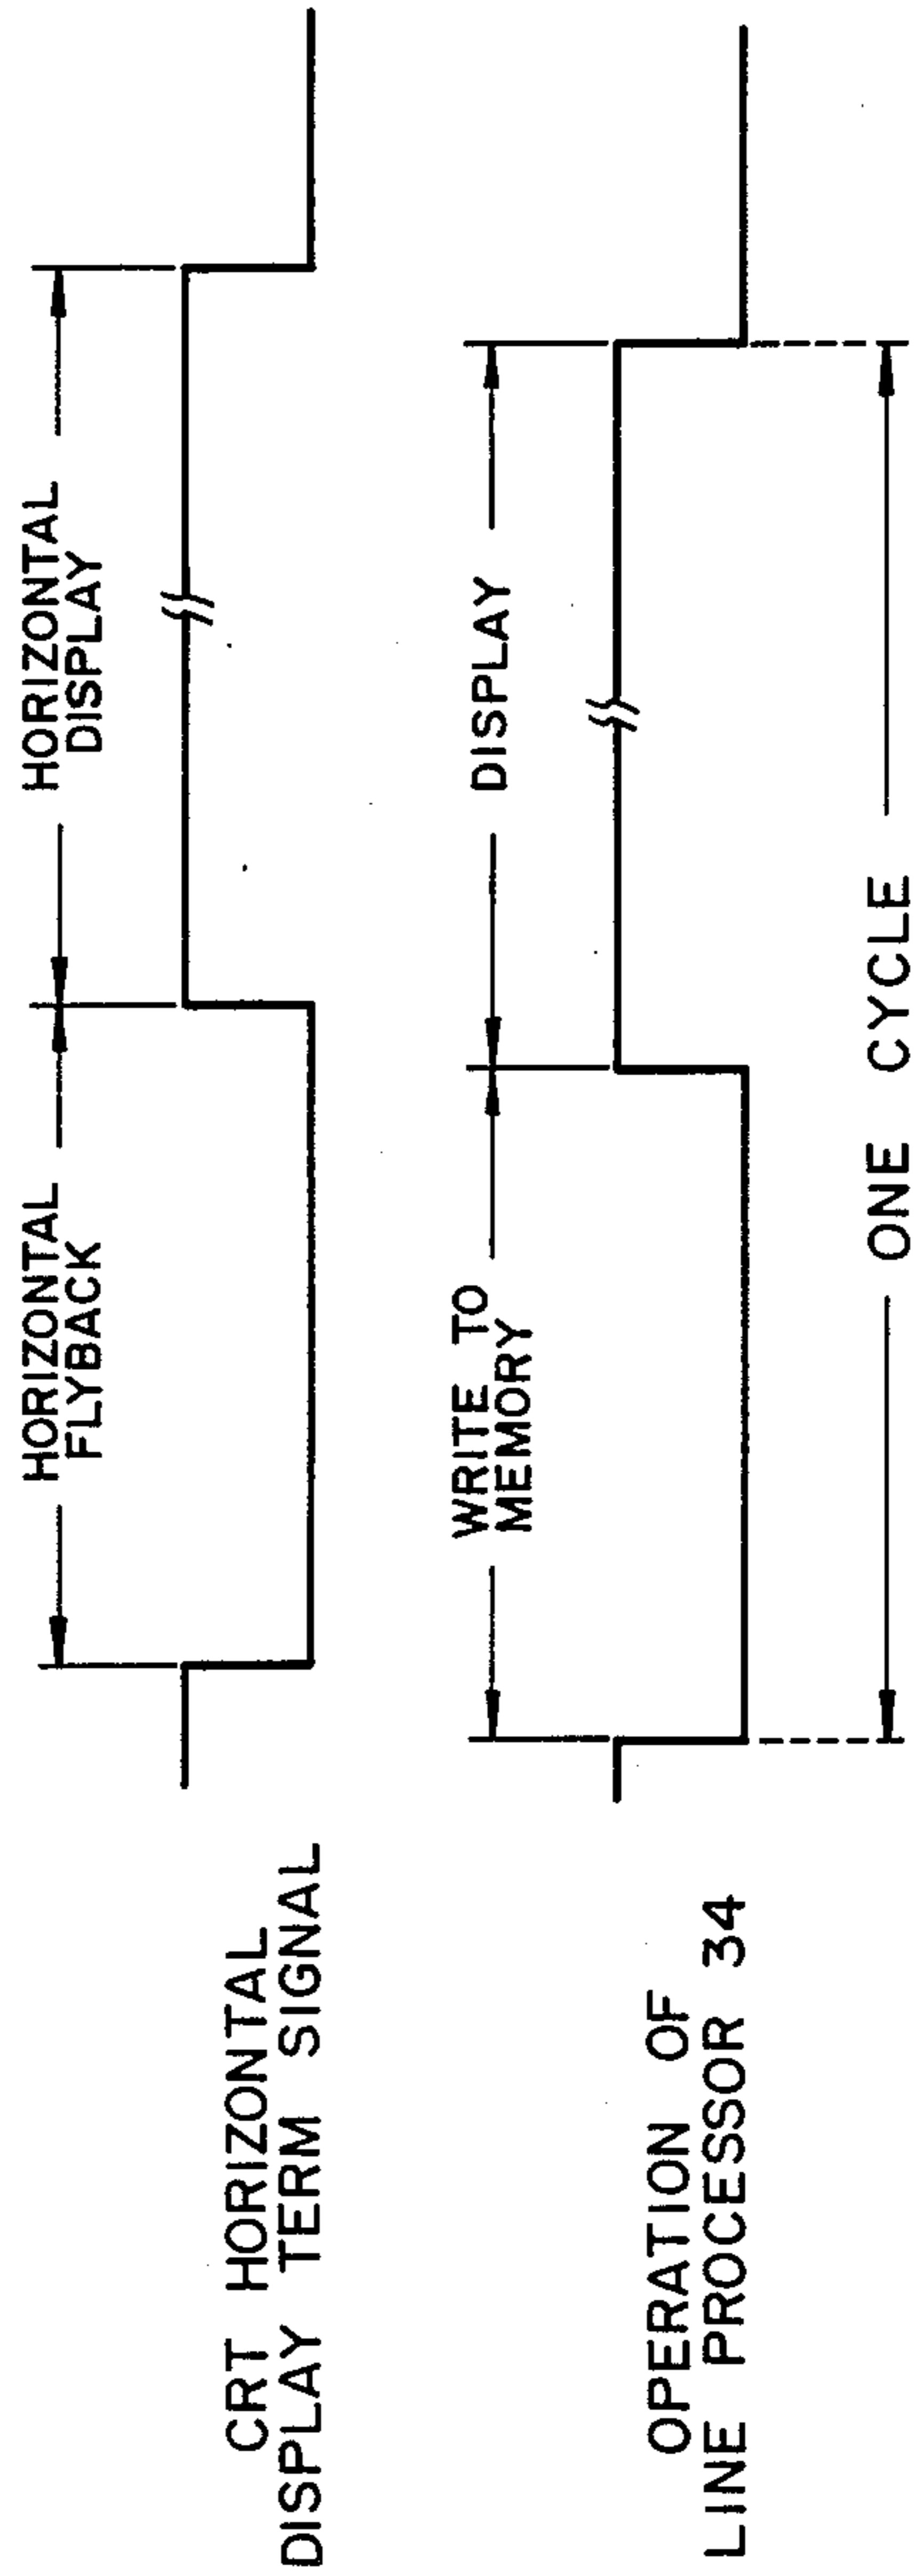 CRT HORIZONTAL
DISPLAY TERM SIGNAL
HORIZONTAL
FLYBACK
HORIZONTAL
DISPLAY
OPERATION OF
LINE PROCESSOR 34
WRITE TO
MEMORY
DISPLAY
ONE CYCLE